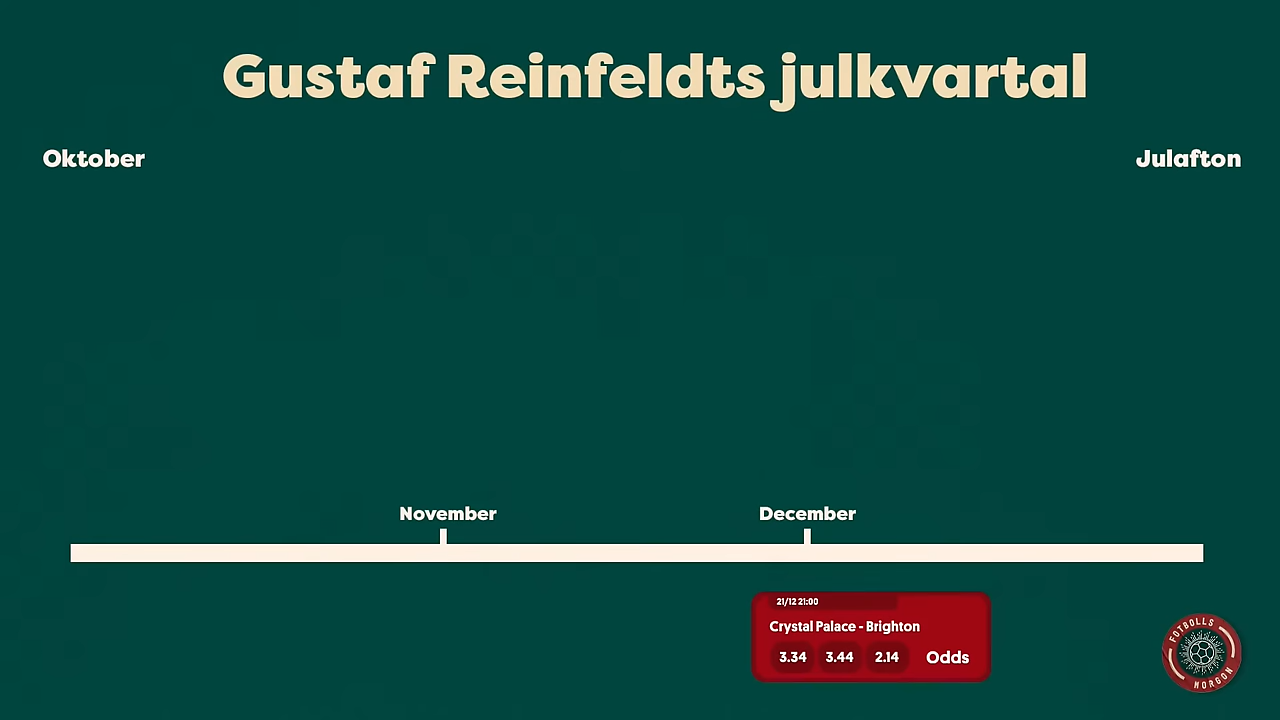 Gustaf Reinfeldts julkvartal
Oktober
Julafton
November
December
21/12 21:00
Crystal Palace - Brighton
3.34 3.44 2.14 Odds
FOTBOLLS
MORGON